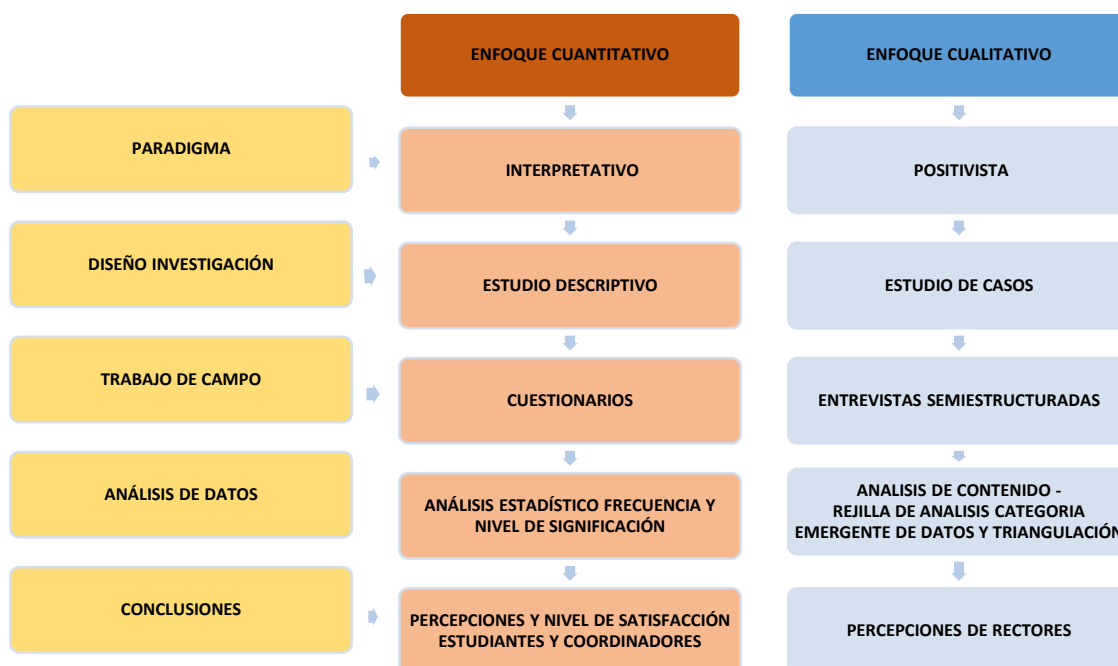 ENFOQUE CUANTITATIVO
ENFOQUE CUALITATIVO
PARADIGMA
INTERPRETATIVO
POSITIVISTA
DISEÑO INVESTIGACIÓN
ESTUDIO DESCRIPTIVO
ESTUDIO DE CASOS
TRABAJO DE CAMPO
CUESTIONARIOS
ENTREVISTAS SEMIESTRUCTURADAS
ANÁLISIS DE DATOS
ANÁLISIS ESTADÍSTICO FRECUENCIA Y
NIVEL DE SIGNIFICACIÓN
ANALISIS DE CONTENIDO -
REJILLA DE ANALISIS CATEGORIA
EMERGENTE DE DATOS Y TRIANGULACIÓN
CONCLUSIONES
PERCEPCIONES Y NIVEL DE SATISFACCIÓN
ESTUDIANTES Y COORDINADORES
PERCEPCIONES DE RECTORES